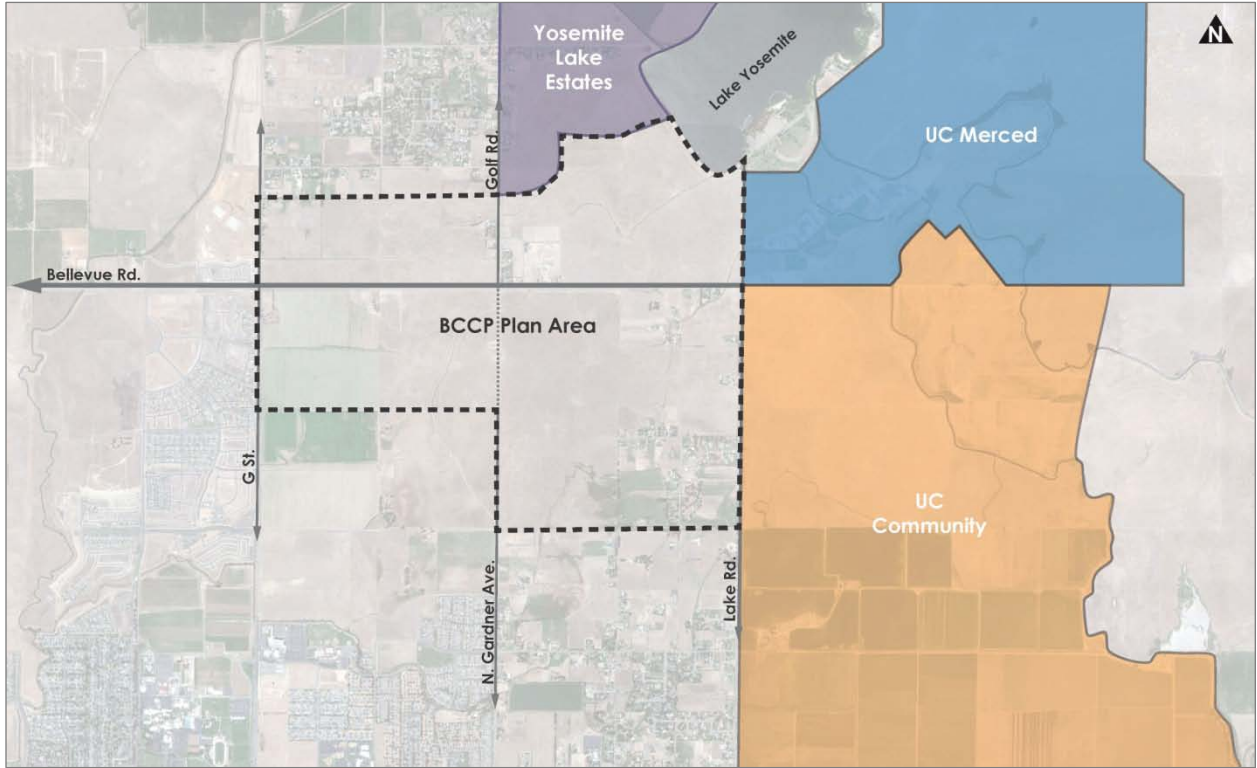 N
Yosemite
Lake
Estates
Lake Yosemite
UC Merced
Golf Rd.
Bellevue Rd.
BCCP Plan Area
G St.
UC
Community
N. Gardner Ave.
Lake Rd.